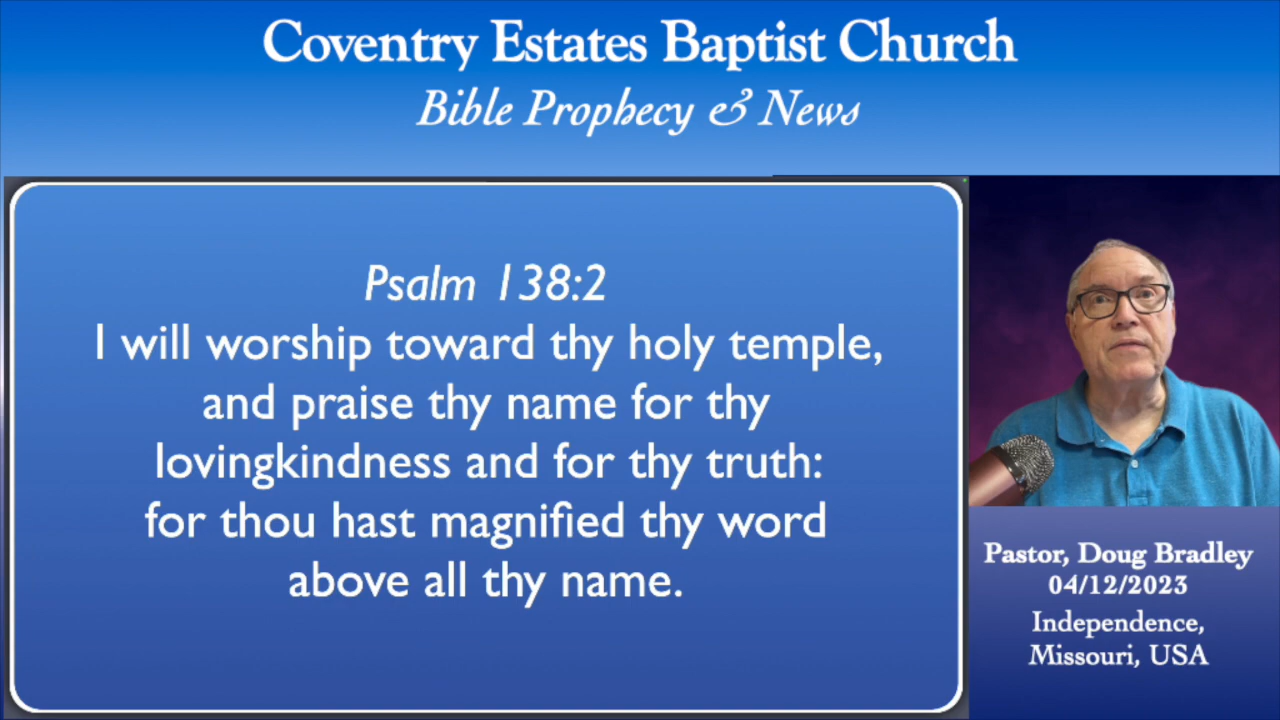 Coventry Estates Baptist Church
Bible Prophecy & News
Psalm 138:2
I will worship toward thy holy temple,
and praise thy name for thy
lovingkindness and for thy truth:
for thou hast magnified thy word
above all thy name.
Pastor, Doug Bradley
04/12/2023
Independence,
Missouri, USA